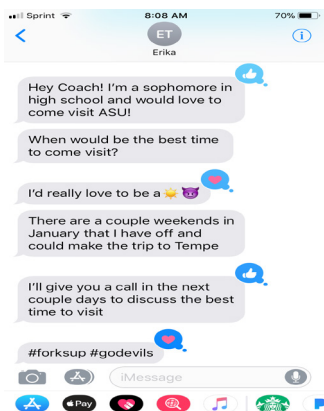 Sprint 8:08 AM 70%
ET
Erika
Hey Coach! I'm a sophomore in
high school and would love to
come visit ASU!
When would be the best time
to come visit?
I'd really love to be a ☀️ 😈
There are a couple weekends in
January that I have off and
could make the trip to Tempe
I'll give you a call in the next
couple days to discuss the best
time to visit
#forksup #godevils
iMessage
Pay